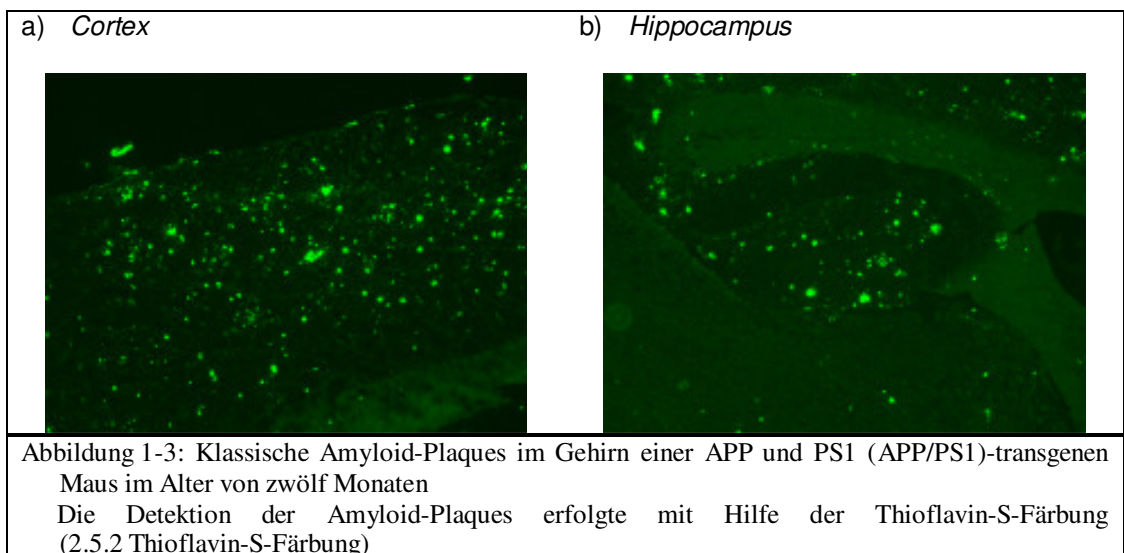 a) Cortex b) Hippocampus
Abbildung 1-3: Klassische Amyloid-Plaques im Gehirn einer APP und PS1 (APP/PS1)-transgenen
Maus im Alter von zwölf Monaten
Die Detektion der Amyloid-Plaques erfolgte mit Hilfe der Thioflavin-S-Färbung
(2.5.2 Thioflavin-S-Färbung)